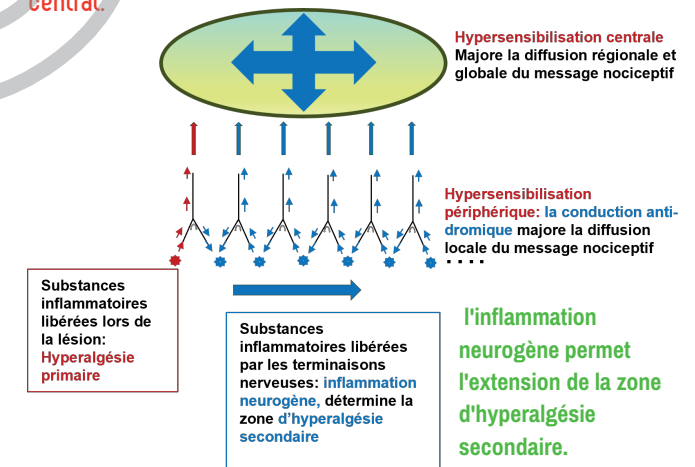 central.
Hypersensibilisation centrale
Majore la diffusion régionale et
globale du message nociceptif
Hypersensibilisation
périphérique: la conduction anti-
dromique majore la diffusion
locale du message nociceptif
Substances
inflammatoires
libérées lors de
la lésion:
Hyperalgésie
primaire
Substances
inflammatoires libérées
par les terminaisons
nerveuses: inflammation
neurogène, détermine la
zone d’hyperalgésie
secondaire
l'inflammation
neurogène permet
l'extension de la zone
d'hyperalgésie
secondaire.